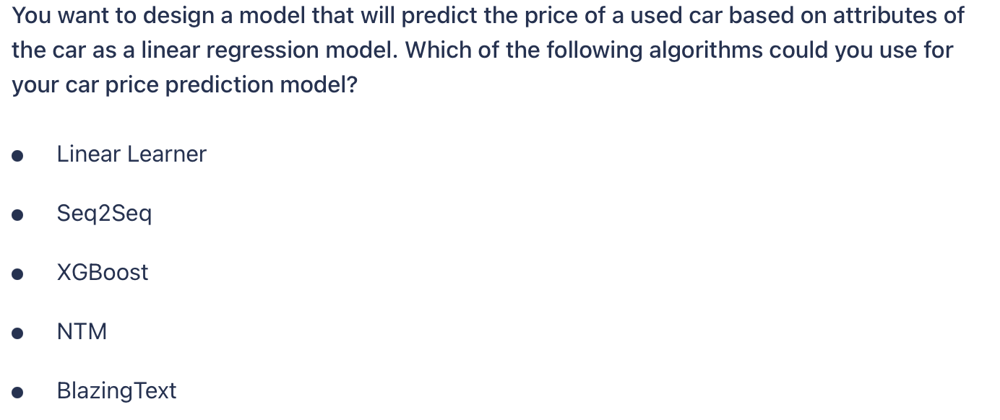 You want to design a model that will predict the price of a used car based on attributes of
the car as a linear regression model. Which of the following algorithms could you use for
your car price prediction model?
Linear Learner
Seq2Seq
XGBoost
NTM
BlazingText